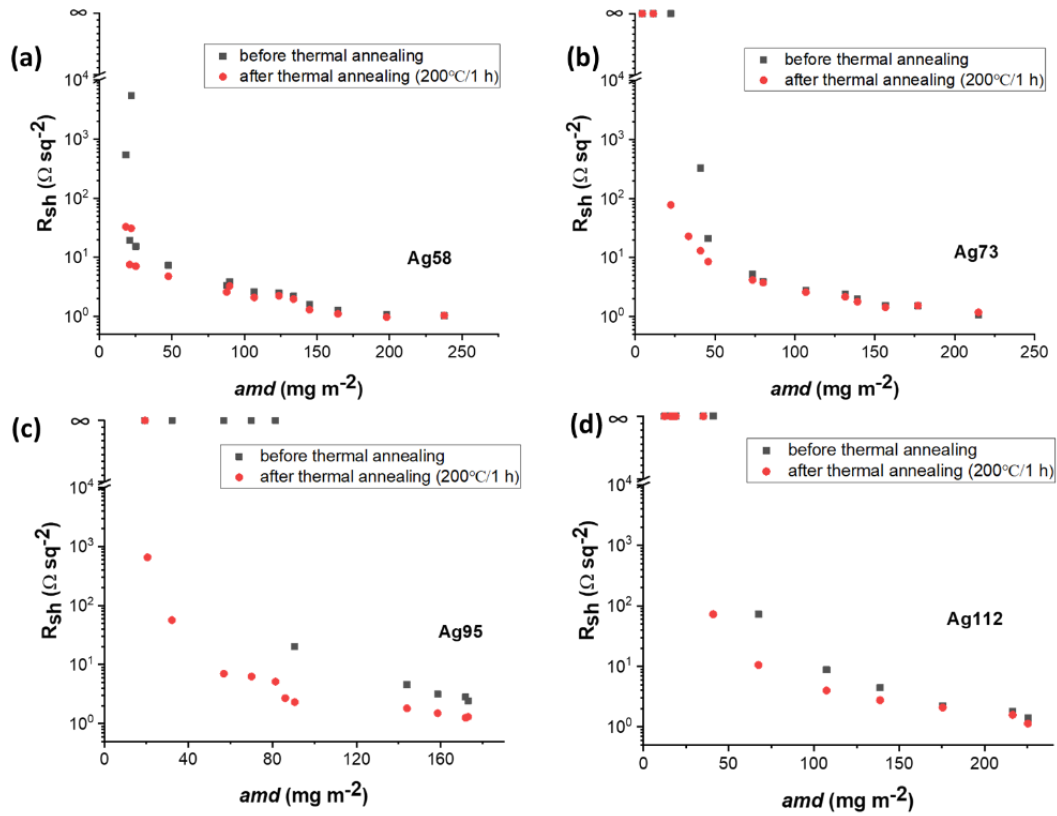 (a)
∞
before thermal annealing
after thermal annealing (200℃/1 h)
10⁴
10³
10²
10¹
10⁰
R_sh (Ω sq⁻²)
Ag58
0 50 100 150 200 250
amd (mg m⁻²)
(b)
∞
before thermal annealing
after thermal annealing (200℃/1 h)
10⁴
10³
10²
10¹
10⁰
R_sh (Ω sq⁻²)
Ag73
0 50 100 150 200 250
amd (mg m⁻²)
(c)
∞
before thermal annealing
after thermal annealing (200℃/1 h)
10⁴
10³
10²
10¹
10⁰
R_sh (Ω sq⁻²)
Ag95
0 40 80 120 160
amd (mg m⁻²)
(d)
∞
before thermal annealing
after thermal annealing (200℃/1 h)
10⁴
10³
10²
10¹
10⁰
R_sh (Ω sq⁻²)
Ag112
0 50 100 150 200
amd (mg m⁻²)